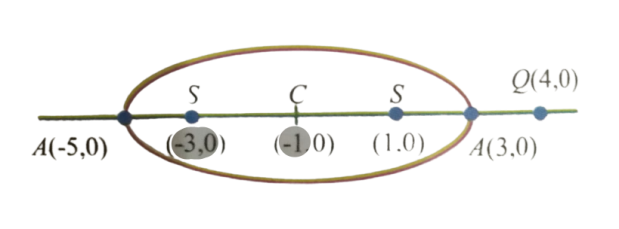 Q(4,0)
S C S
A(-5,0) (-3,0) (-1 0) (1.0) A(3,0)